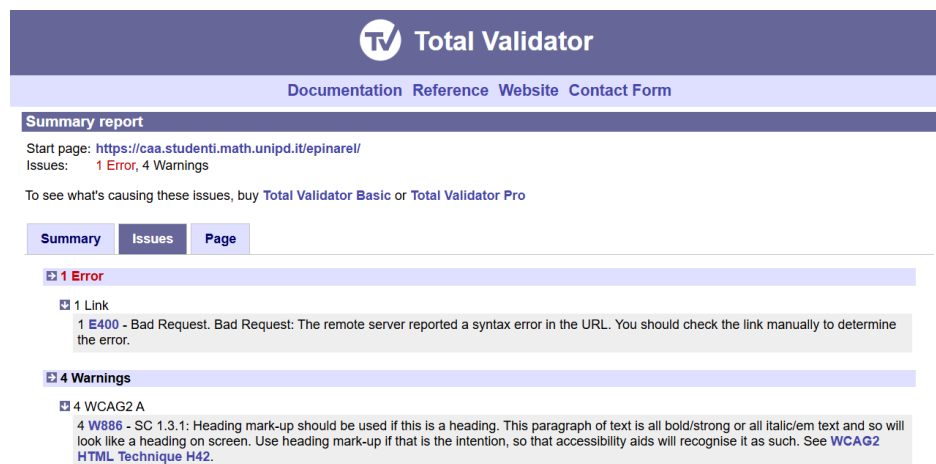 TV Total Validator
Documentation Reference Website Contact Form
Summary report
Start page: https://caa.studenti.math.unipd.it/epinarel/
Issues: 1 Error, 4 Warnings
To see what's causing these issues, buy Total Validator Basic or Total Validator Pro
Summary Issues Page
1 Error
1 Link
1 E400 - Bad Request. Bad Request: The remote server reported a syntax error in the URL. You should check the link manually to determine
the error.
4 Warnings
4 WCAG2 A
4 W886 - SC 1.3.1: Heading mark-up should be used if this is a heading. This paragraph of text is all bold/strong or all italic/em text and so will
look like a heading on screen. Use heading mark-up if that is the intention, so that accessibility aids will recognise it as such. See WCAG2
HTML Technique H42.